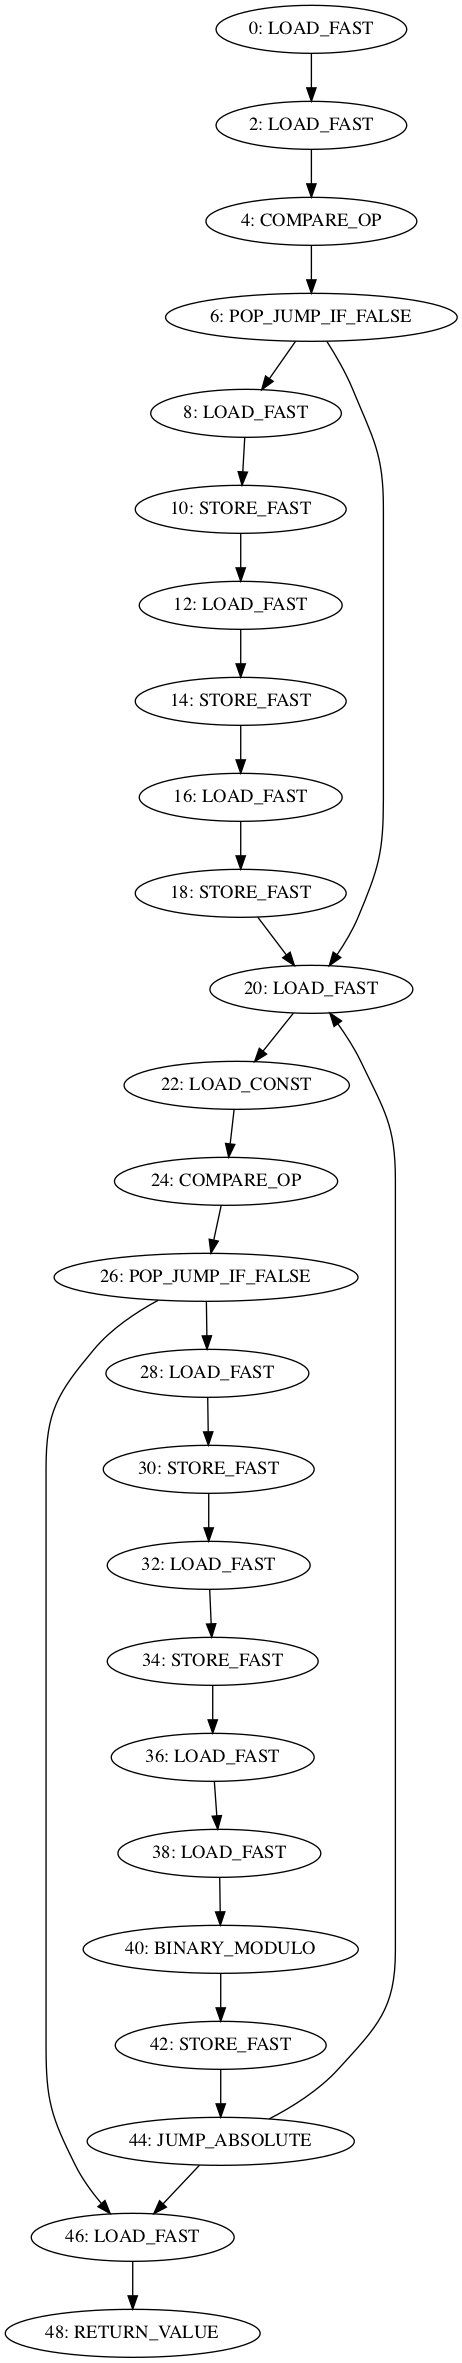 0: LOAD_FAST
2: LOAD_FAST
4: COMPARE_OP
6: POP_JUMP_IF_FALSE
8: LOAD_FAST
10: STORE_FAST
12: LOAD_FAST
14: STORE_FAST
16: LOAD_FAST
18: STORE_FAST
20: LOAD_FAST
22: LOAD_CONST
24: COMPARE_OP
26: POP_JUMP_IF_FALSE
28: LOAD_FAST
30: STORE_FAST
32: LOAD_FAST
34: STORE_FAST
36: LOAD_FAST
38: LOAD_FAST
40: BINARY_MODULO
42: STORE_FAST
44: JUMP_ABSOLUTE
46: LOAD_FAST
48: RETURN_VALUE